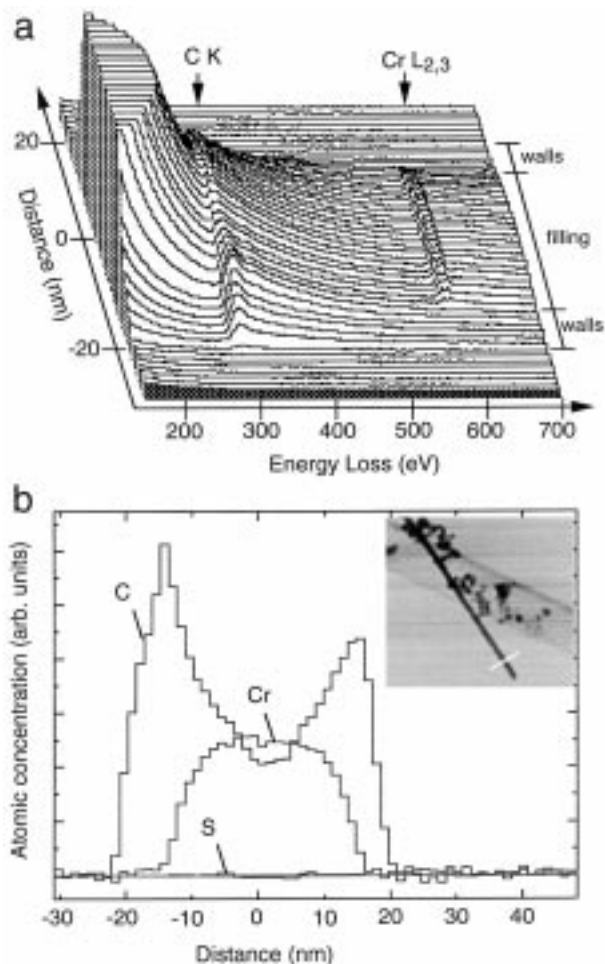 a
C K
Cr L2,3
20
0
-20
Distance (nm)
walls
filling
walls
200 300 400 500 600 700
Energy Loss (eV)
b
Atomic concentration (arb. units)
C
Cr
S
-30 -20 -10 0 10 20 30 40
Distance (nm)